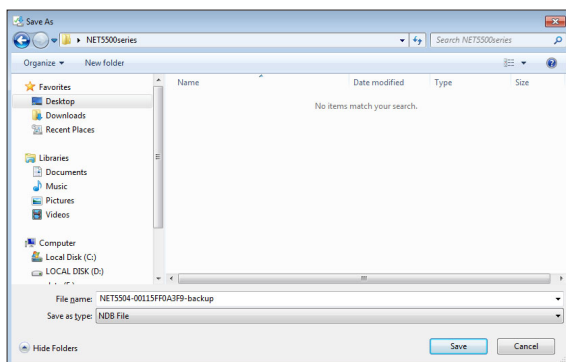 Save As
NET5500series
Search NET5500series
Organize
New folder
Name
Date modified
Type
Size
No items match your search.
Favorites
Desktop
Downloads
Recent Places
Libraries
Documents
Music
Pictures
Videos
Computer
Local Disk (C:)
LOCAL DISK (D:)
File name: NET5504-00115FF0A3F9-backup
Save as type: NDB File
Hide Folders
Save
Cancel